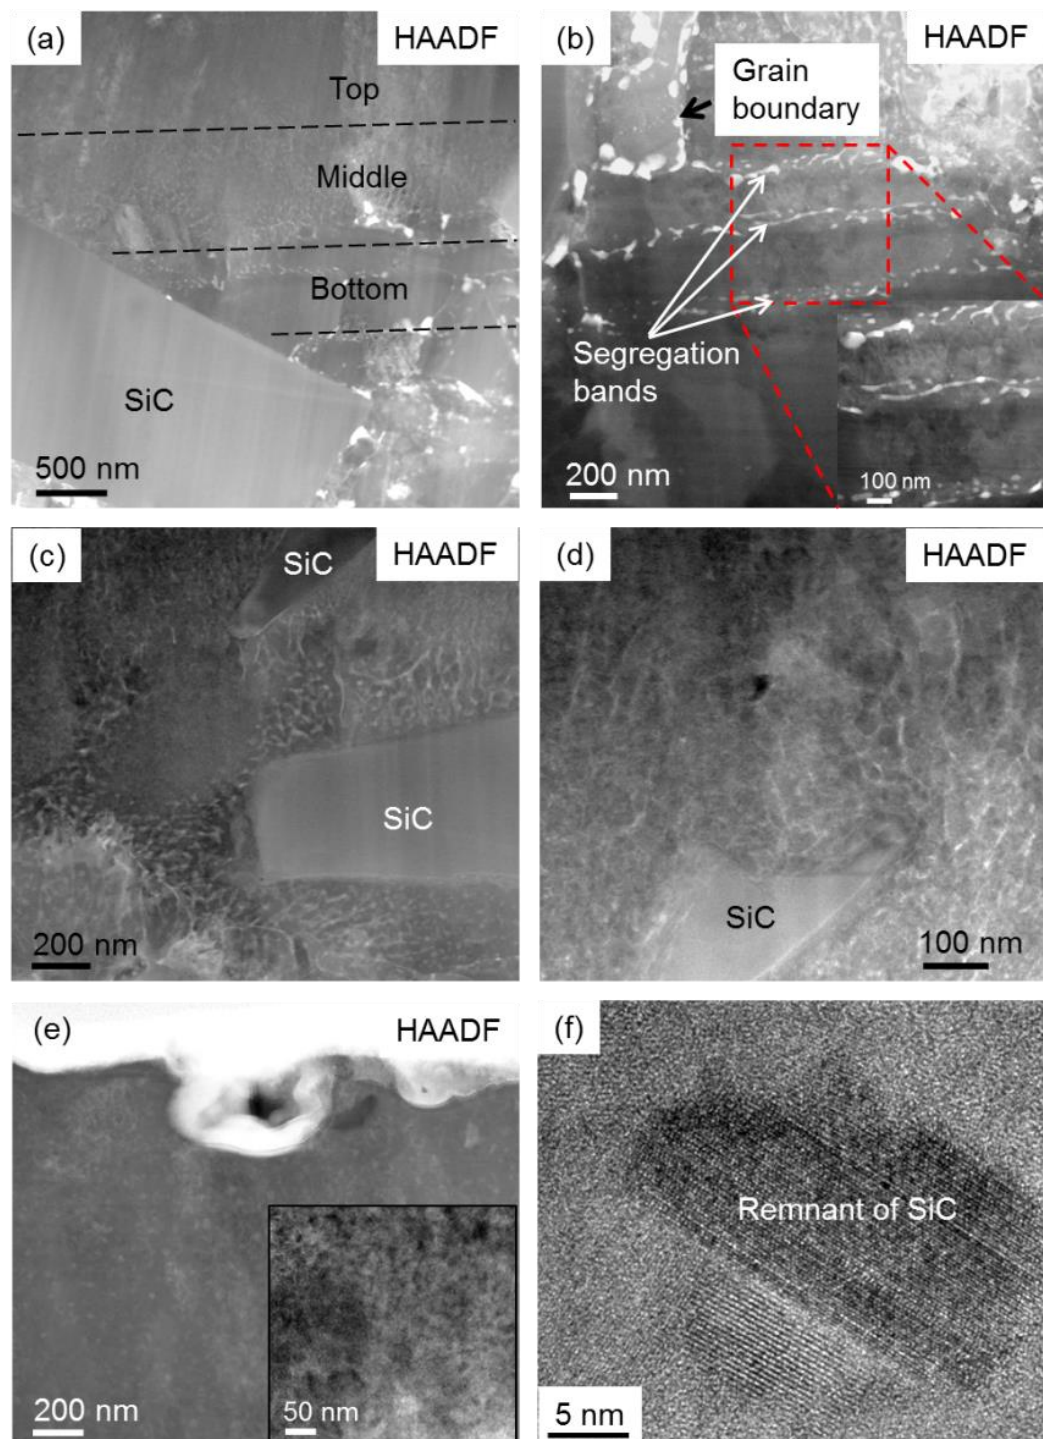 (a)
HAADF
Top
Middle
Bottom
SiC
500 nm
(b)
HAADF
Grain
boundary
Segregation
bands
200 nm
100 nm
(c)
HAADF
SiC
SiC
200 nm
(d)
HAADF
SiC
100 nm
(e)
HAADF
200 nm
50 nm
(f)
Remnant of SiC
5 nm